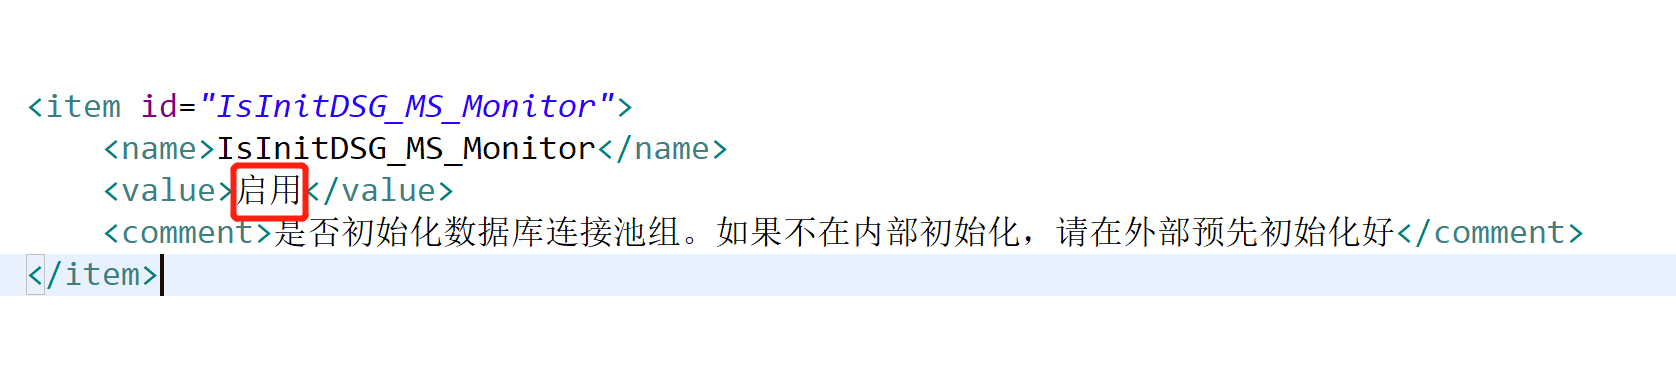 <item id="IsInitDSG_MS_Monitor">
<name>IsInitDSG_MS_Monitor</name>
<value>启用</value>
<comment>是否初始化数据库连接池组。如果不在内部初始化，请在外部预先初始化好</comment>
</item>